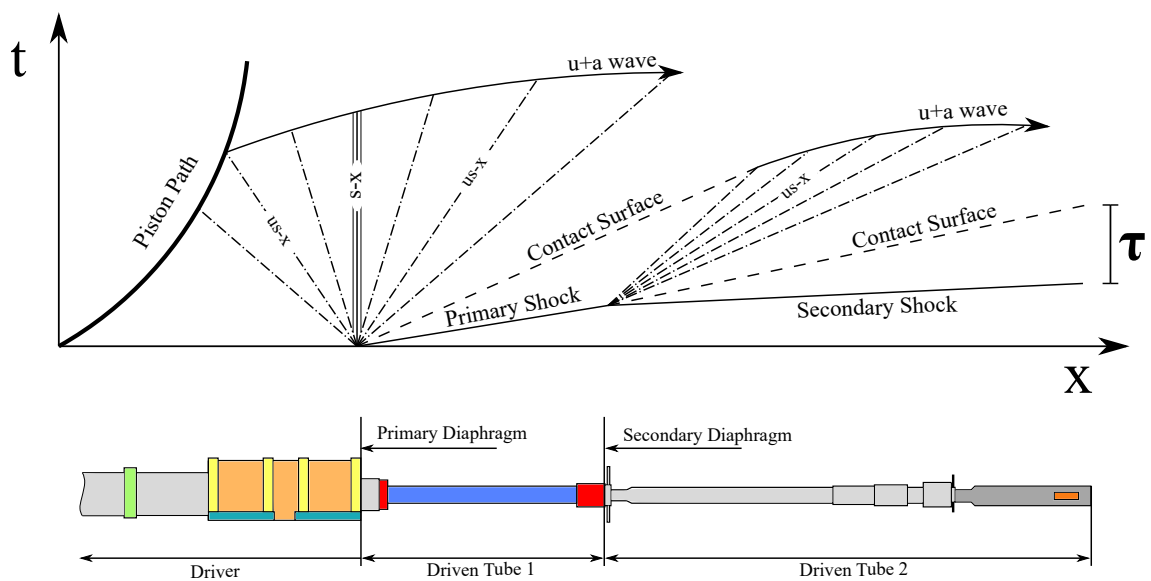 t
u+a wave
u+a wave
Piston Path
us-x
s-x
us-x
us-x
Contact Surface
Contact Surface
τ
Primary Shock
Secondary Shock
x
Primary Diaphragm
Secondary Diaphragm
Driver
Driven Tube 1
Driven Tube 2